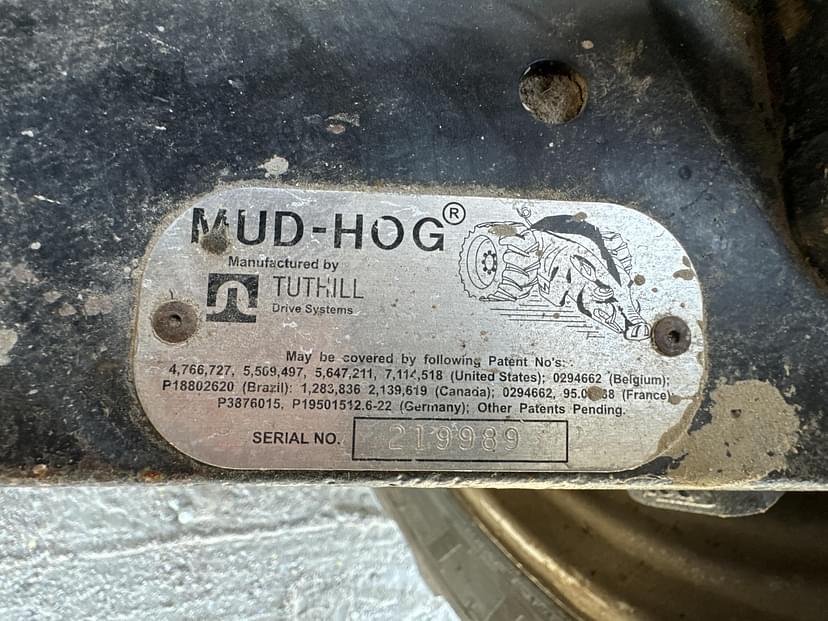 MUD-HOG®
Manufactured by
TUTHILL
Drive Systems
May be covered by following Patent No's:
4,766,727, 5,569,497, 5,647,211, 7,114,518 (United States); 0294662 (Belgium);
P18802620 (Brazil): 1,283,836 2,139,619 (Canada); 0294662, (France)
P3876015, P19501512.6-22 (Germany); Other Patents Pending.
SERIAL NO. 219989